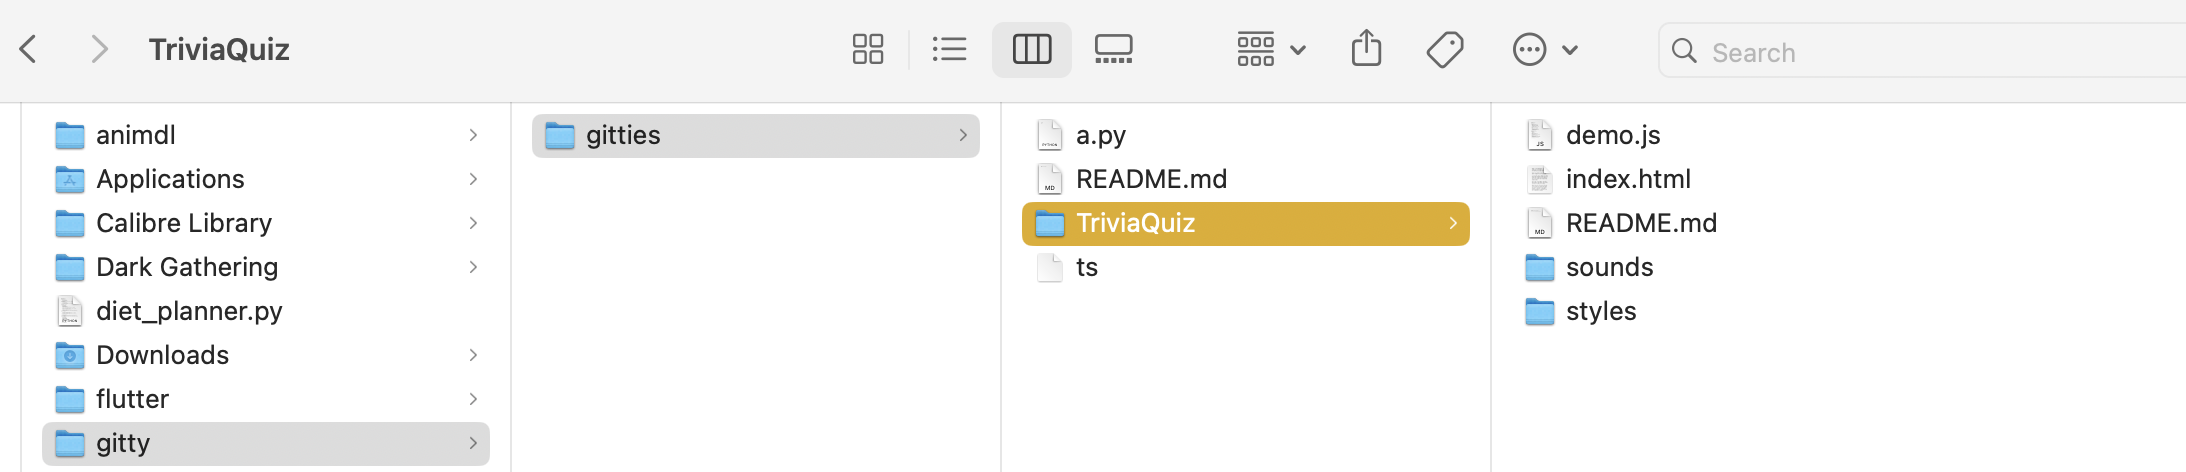 TriviaQuiz
Search
animdl
Applications
Calibre Library
Dark Gathering
diet_planner.py
Downloads
flutter
gitty
gitties
a.py
README.md
TriviaQuiz
ts
demo.js
index.html
README.md
sounds
styles